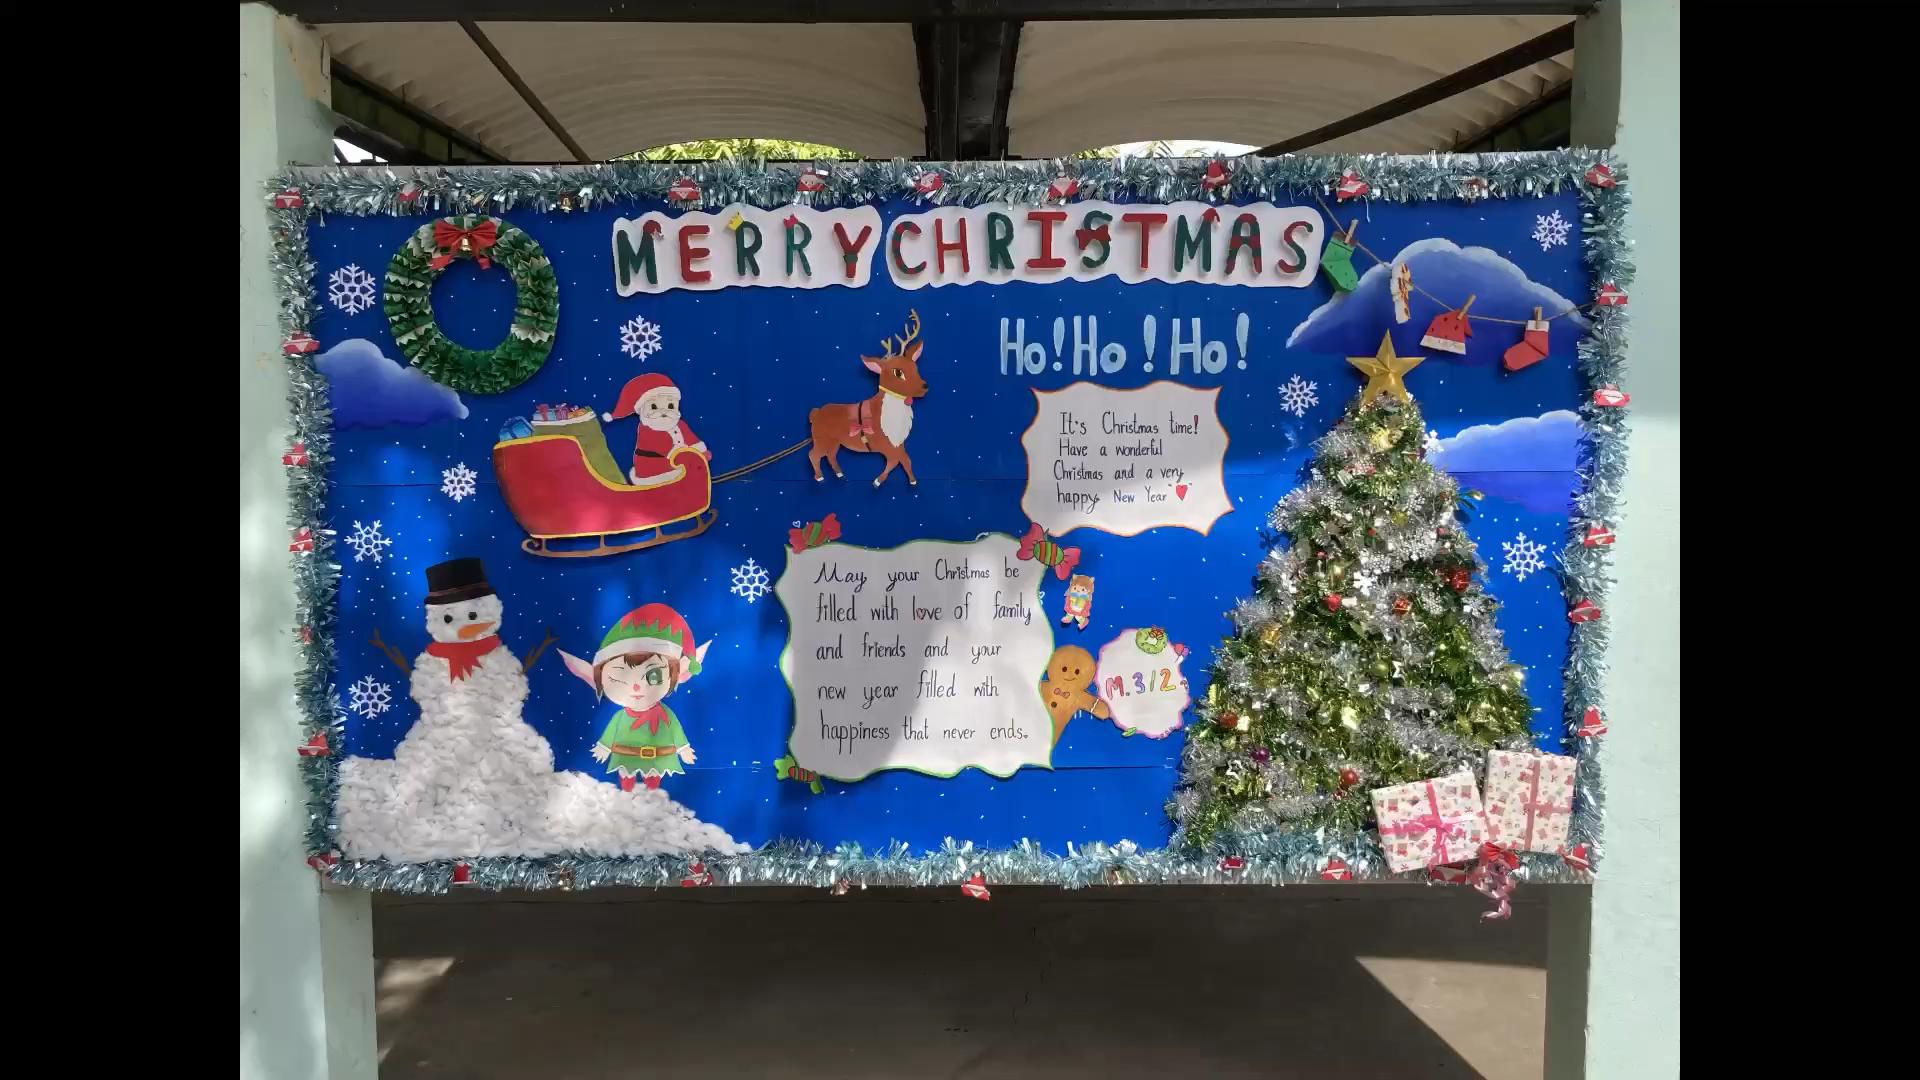 MERRY CHRISTMAS
Ho! Ho! Ho!
It's Christmas time!
Have a wonderful
Christmas and a very
happy New Year
May your Christmas be
filled with love of family
and friends and your
new year filled with
happiness that never ends.
M.3/2